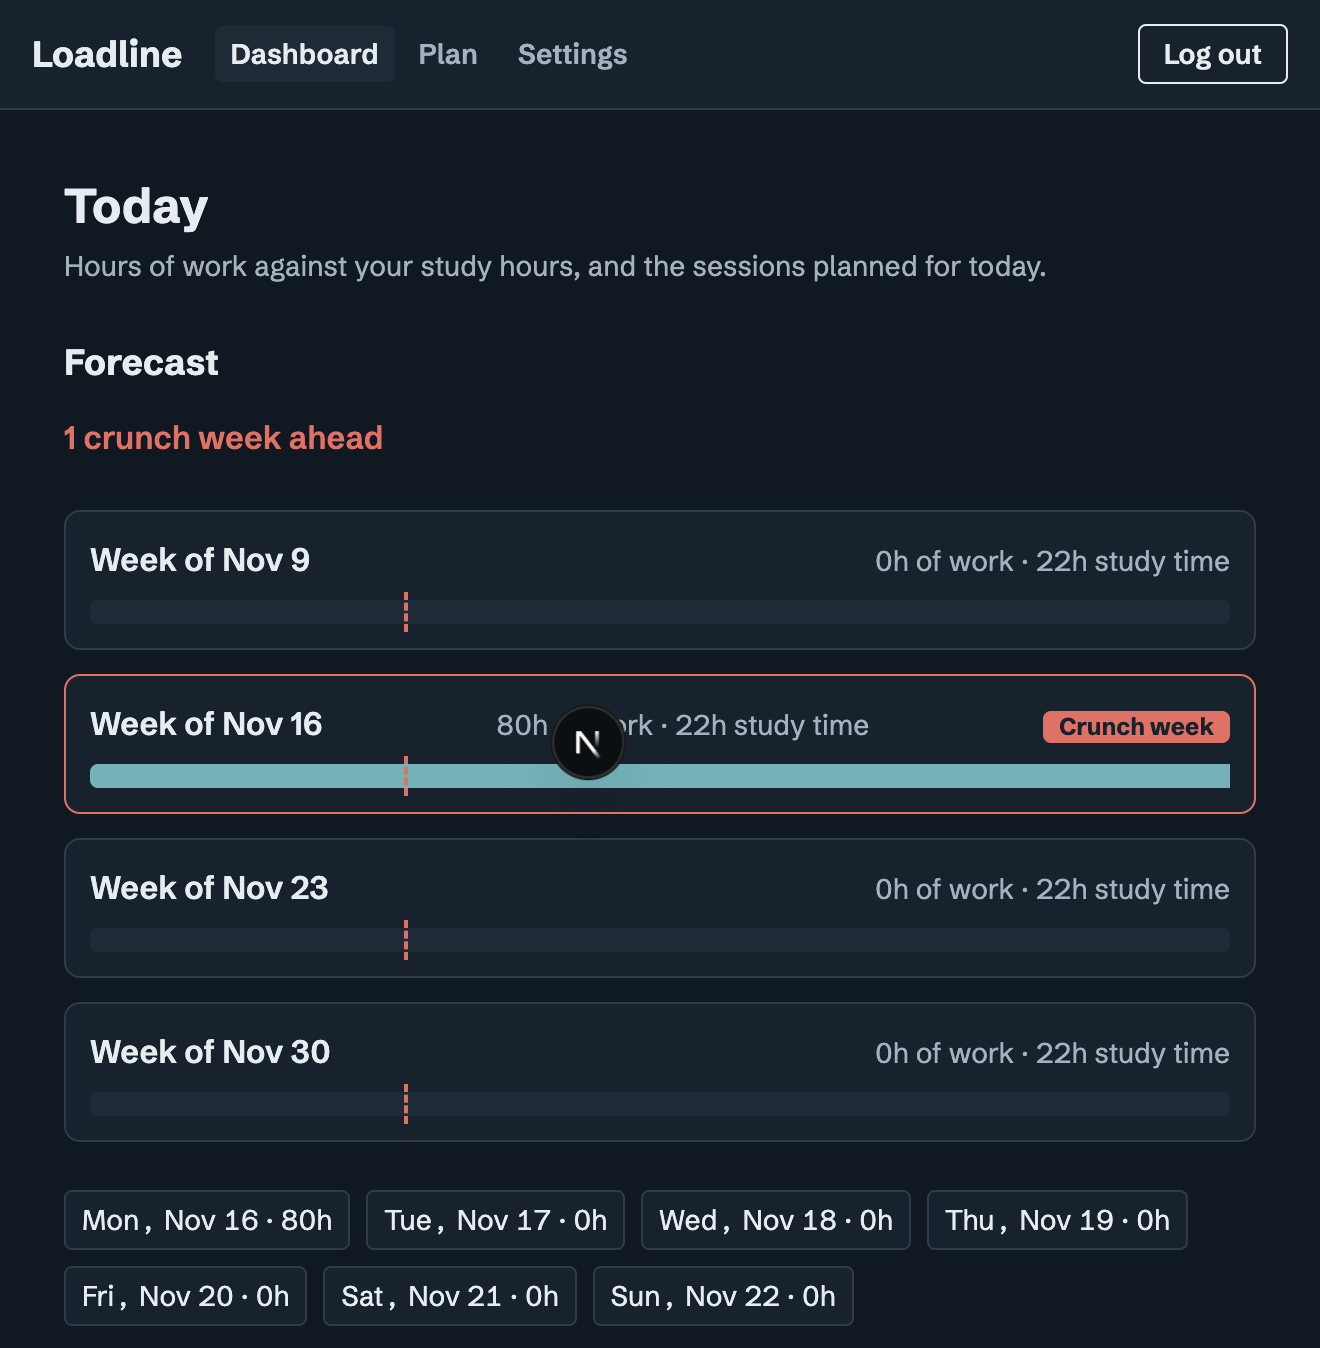 Loadline Dashboard Plan Settings Log out
Today
Hours of work against your study hours, and the sessions planned for today.
Forecast
1 crunch week ahead
Week of Nov 9 0h of work · 22h study time
Week of Nov 16 80h rk · 22h study time Crunch week
N
Week of Nov 23 0h of work · 22h study time
Week of Nov 30 0h of work · 22h study time
Mon, Nov 16 · 80h Tue, Nov 17 · 0h Wed, Nov 18 · 0h Thu, Nov 19 · 0h
Fri, Nov 20 · 0h Sat, Nov 21 · 0h Sun, Nov 22 · 0h